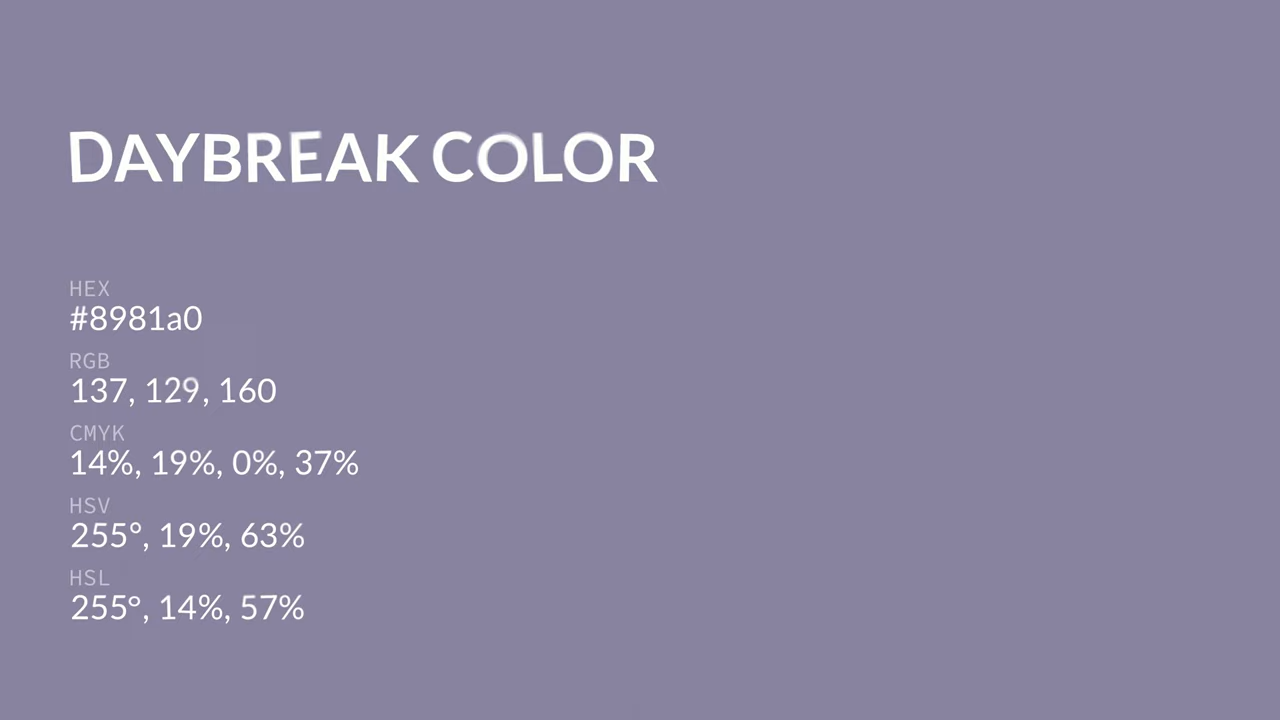 DAYBREAK COLOR
HEX
#8981a0
RGB
137, 129, 160
CMYK
14%, 19%, 0%, 37%
HSV
255°, 19%, 63%
HSL
255°, 14%, 57%